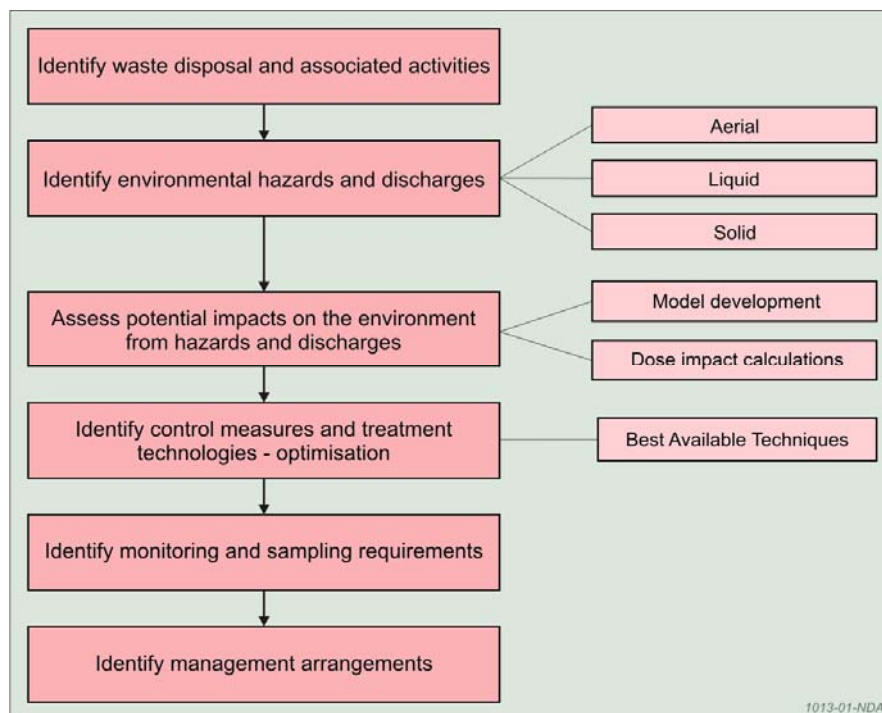 Identify waste disposal and associated activities
Identify environmental hazards and discharges
Aerial
Liquid
Solid
Assess potential impacts on the environment
from hazards and discharges
Model development
Dose impact calculations
Identify control measures and treatment
technologies - optimisation
Best Available Techniques
Identify monitoring and sampling requirements
Identify management arrangements
1013-01-NDA